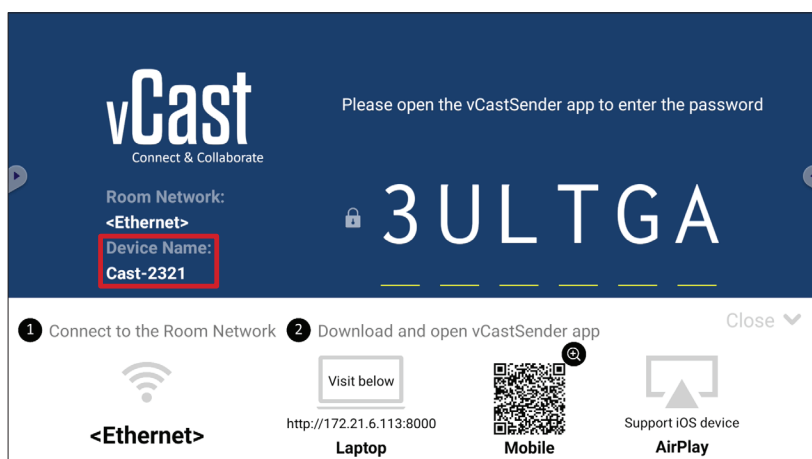 vCast
Connect & Collaborate
Please open the vCastSender app to enter the password
Room Network:
<Ethernet>
Device Name:
Cast-2321
3ULTGA
1 Connect to the Room Network
2 Download and open vCastSender app
Close
<Ethernet>
Visit below
http://172.21.6.113:8000
Laptop
Mobile
Support iOS device
AirPlay